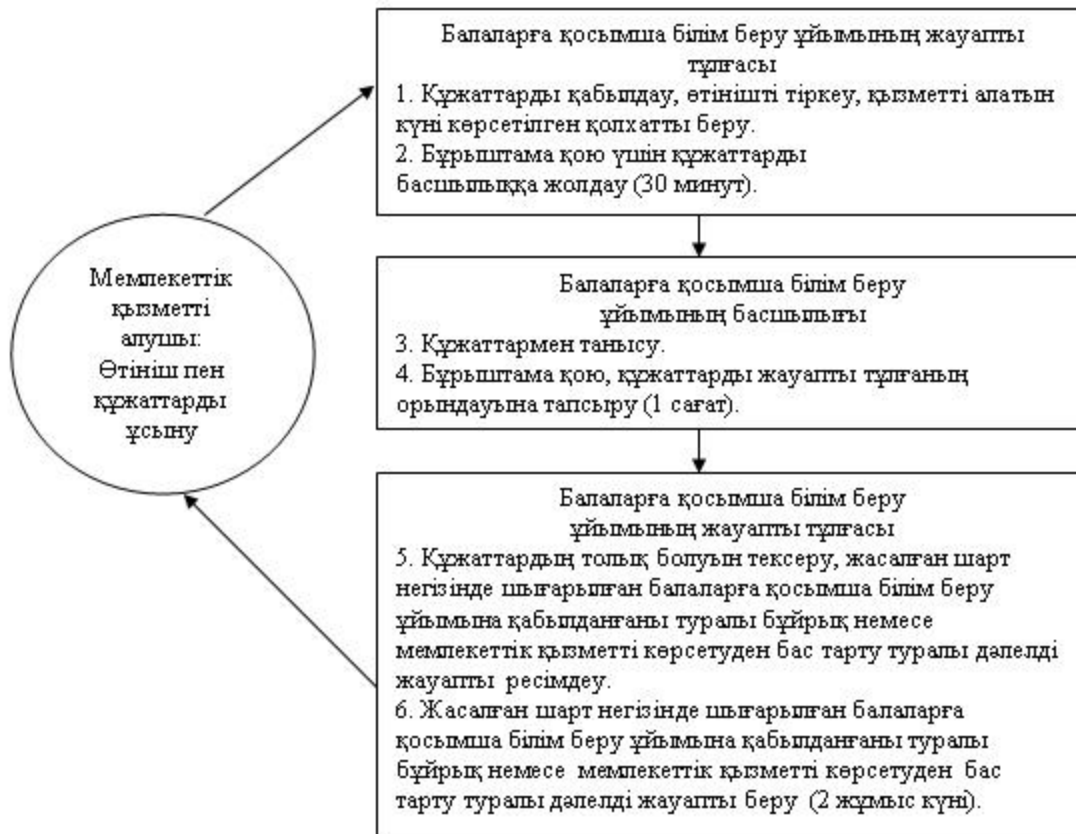 Балаларға қосымша білім беру ұйымының жауапты
тұлғасы
1. Құжаттарды қабылдау, өтінішті тіркеу, қызметті алатын
күні көрсетілген қолхатты беру.
2. Бұрыштама қою үшін құжаттарды
басшылыққа жолдау (30 минут).
Мемлекеттік
қызметті
алушы:
Өтініш пен
құжаттарды
ұсыну
Балаларға қосымша білім беру
ұйымының басшылығы
3. Құжаттармен танысу.
4. Бұрыштама қою, құжаттарды жауапты тұлғаның
орындауына тапсыру (1 сағат).
Балаларға қосымша білім беру
ұйымының жауапты тұлғасы
5. Құжаттардың толық болуын тексеру, жасалған шарт
негізінде шығарылған балаларға қосымша білім беру
ұйымына қабылданғаны туралы бұйрық немесе
мемлекеттік қызметті көрсетуден бас тарту туралы дәлелді
жауапты ресімдеу.
6. Жасалған шарт негізінде шығарылған балаларға
қосымша білім беру ұйымына қабылданғаны туралы
бұйрық немесе мемлекеттік қызметті көрсетуден бас
тарту туралы дәлелді жауапты беру (2 жұмыс күні).